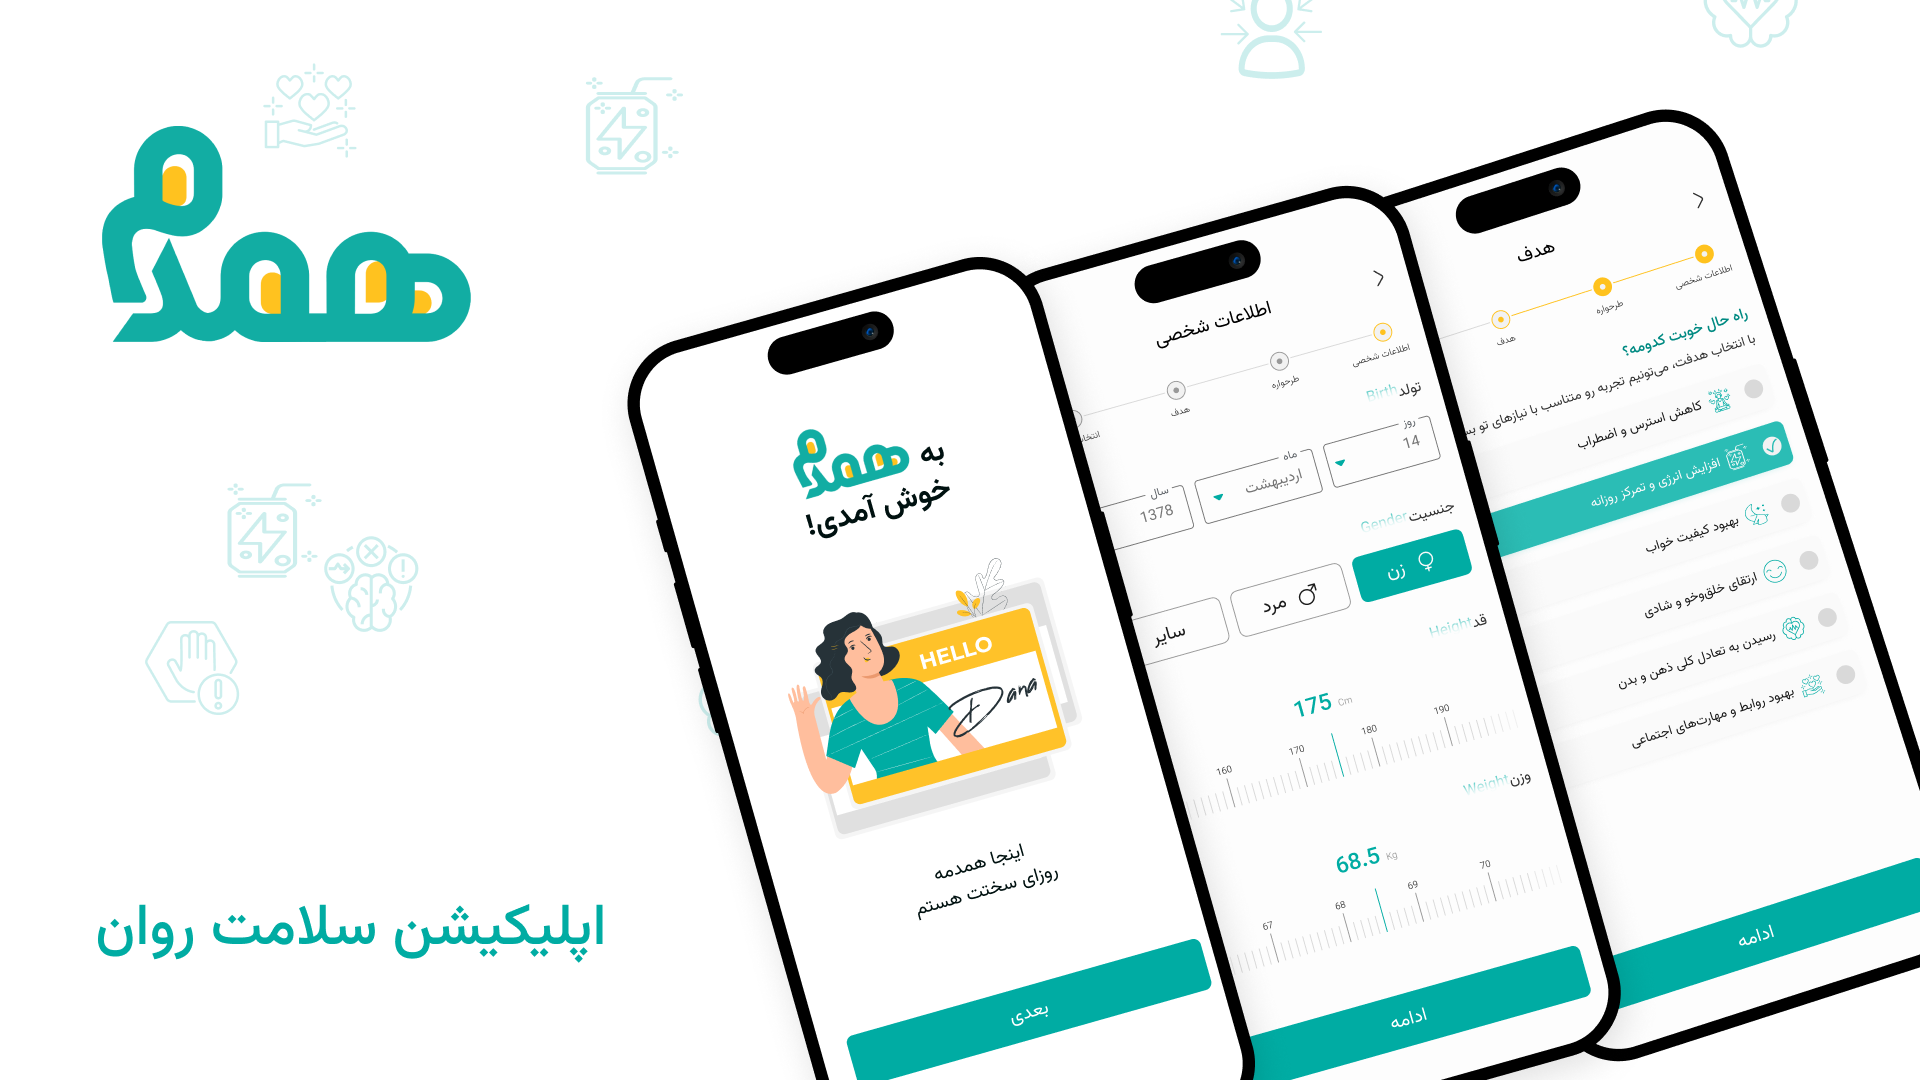 همدم
اپلیکیشن سلامت روان
به همدم
خوش آمدی!
HELLO
Dana
اینجا همدمه
روزای سختت هستم
بعدی
اطلاعات شخصی
اطلاعات شخصی
طرحواره
هدف
تولد Birth
روز
14
ماه
اردیبهشت
سال
1378
جنسیت Gender
زن
مرد
سایر
قد Height
175 Cm
160 170 180 190
وزن Weight
68.5 Kg
67 68 69 70
ادامه
هدف
اطلاعات شخصی
طرحواره
هدف
راه حال خوبت کدومه؟
با انتخاب هدفت، می‌تونیم تجربه رو متناسب با نیازهای تو
کاهش استرس و اضطراب
افزایش انرژی و تمرکز روزانه
بهبود کیفیت خواب
ارتقای خلق‌وخو و شادی
رسیدن به تعادل کلی ذهن و بدن
بهبود روابط و مهارت‌های اجتماعی
ادامه